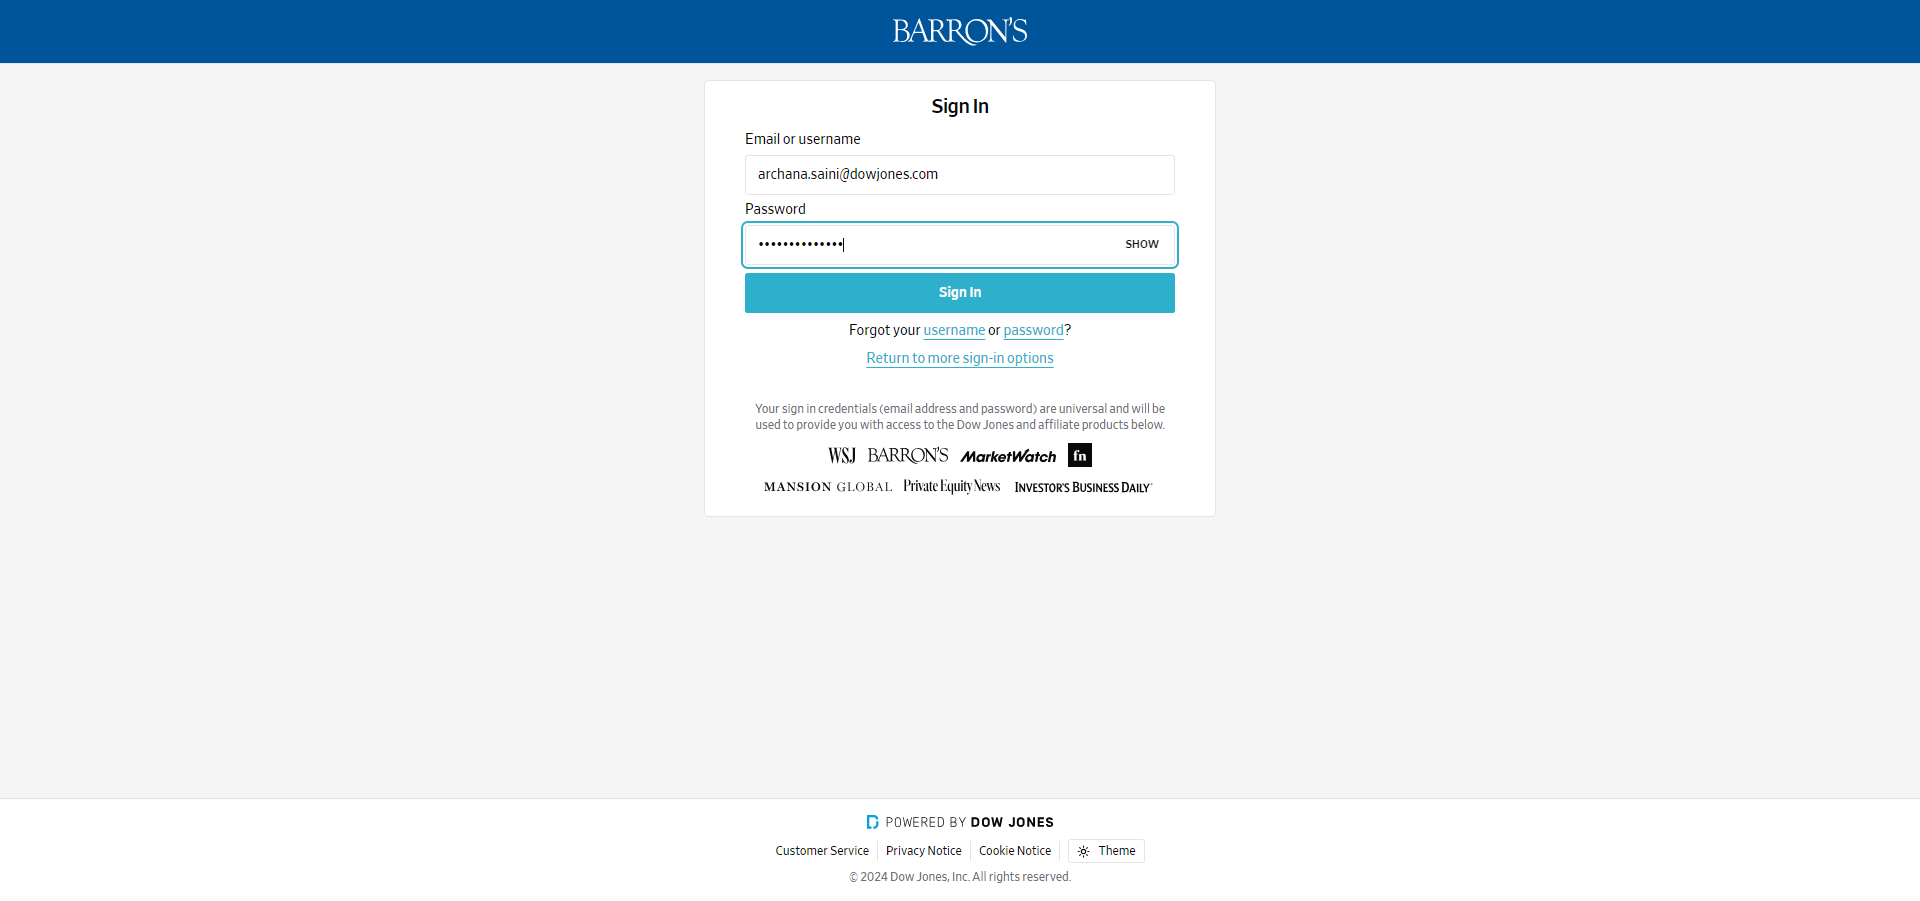 BARRON'S
Sign In
Email or username
archana.saini@dowjones.com
Password
••••••••••••••
SHOW
Sign In
Forgot your username or password?
Return to more sign-in options
Your sign in credentials (email address and password) are universal and will be
used to provide you with access to the Dow Jones and affiliate products below.
WSJ BARRON'S MarketWatch fn
MANSION GLOBAL Private Equity News INVESTOR'S BUSINESS DAILY
POWERED BY DOW JONES
Customer Service Privacy Notice Cookie Notice Theme
© 2024 Dow Jones, Inc. All rights reserved.